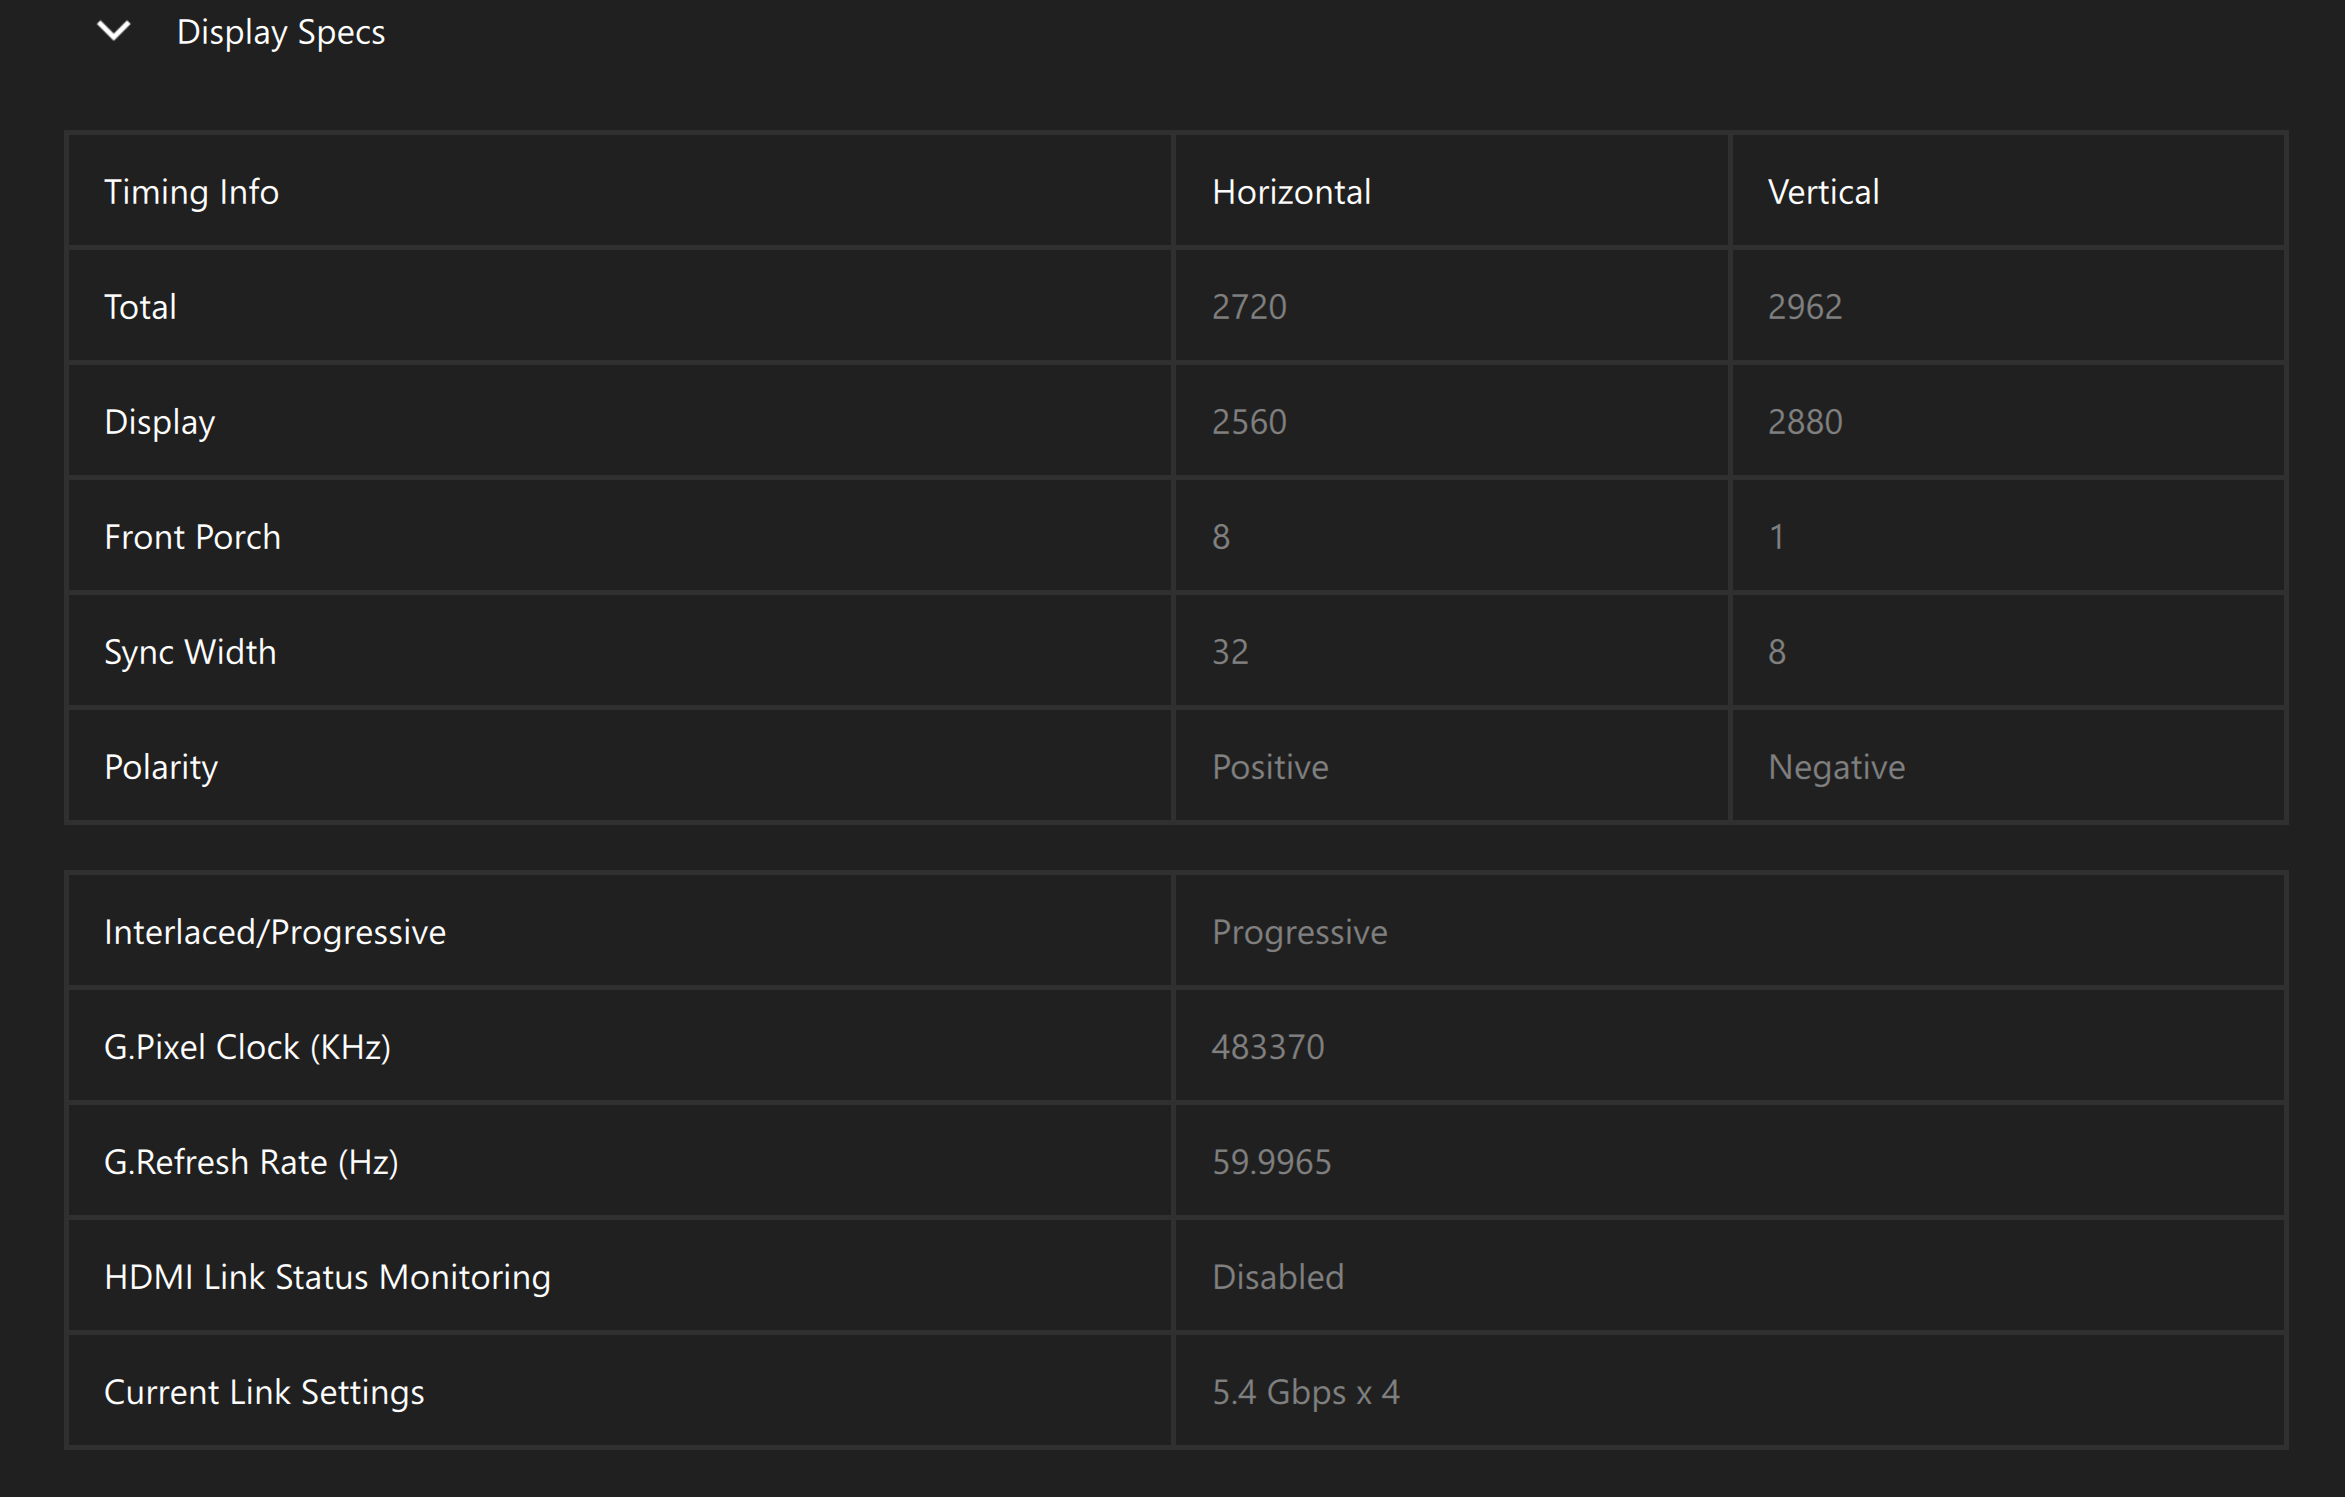 Display Specs
Timing Info Horizontal Vertical
Total 2720 2962
Display 2560 2880
Front Porch 8 1
Sync Width 32 8
Polarity Positive Negative
Interlaced/Progressive Progressive
G.Pixel Clock (KHz) 483370
G.Refresh Rate (Hz) 59.9965
HDMI Link Status Monitoring Disabled
Current Link Settings 5.4 Gbps x 4